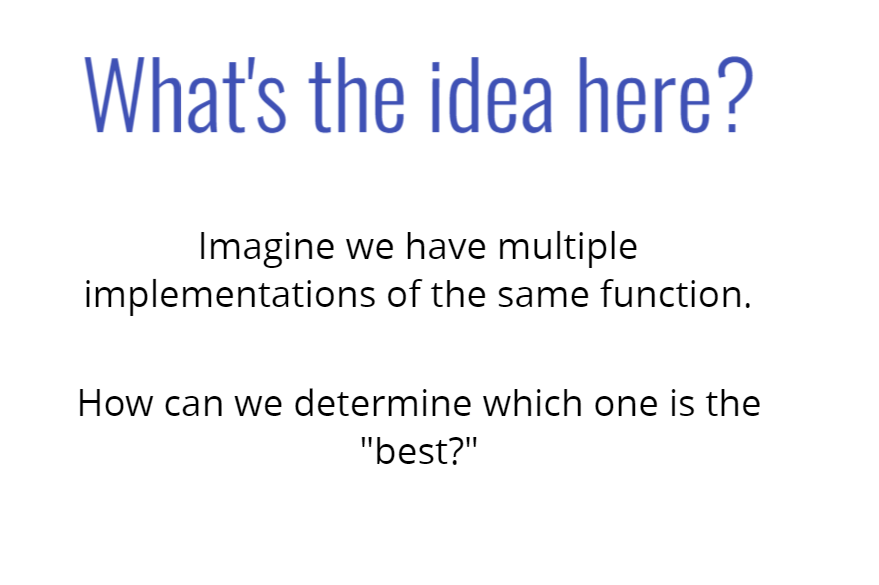 What's the idea here?
Imagine we have multiple
implementations of the same function.
How can we determine which one is the
"best?"